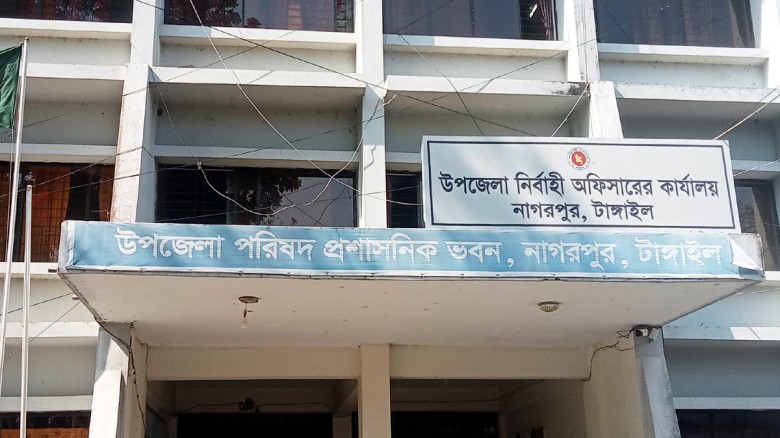 উপজেলা নির্বাহী অফিসারের কার্যালয়
নাগরপুর, টাঙ্গাইল
উপজেলা পরিষদ প্রশাসনিক ভবন, নাগরপুর, টাঙ্গাইল